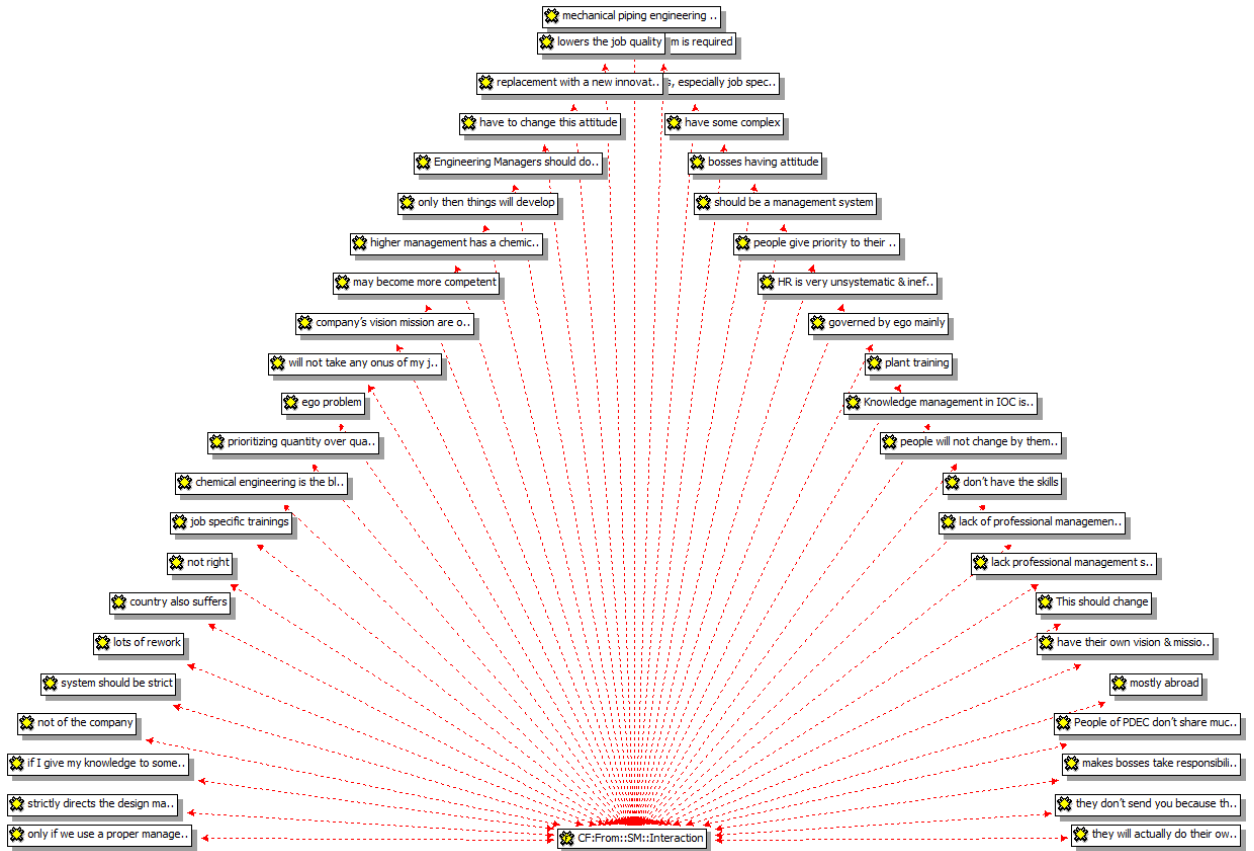 mechanical piping engineering ..
lowers the job quality m is required
replacement with a new innovat.. s, especially job spec..
have to change this attitude have some complex
Engineering Managers should do.. bosses having attitude
only then things will develop should be a management system
higher management has a chemic.. people give priority to their ..
may become more competent HR is very unsystematic & inef..
company's vision mission are o.. governed by ego mainly
will not take any onus of my j.. plant training
ego problem Knowledge management in IOC is..
prioritizing quantity over qua.. people will not change by them..
chemical engineering is the bl.. don't have the skills
job specific trainings lack of professional managemen..
not right lack professional management s..
country also suffers This should change
lots of rework have their own vision & missio..
system should be strict mostly abroad
not of the company People of PDEC don't share muc..
if I give my knowledge to some.. makes bosses take responsibili..
strictly directs the design ma.. they don't send you because th..
only if we use a proper manage.. CF:From::SM::Interaction they will actually do their ow..